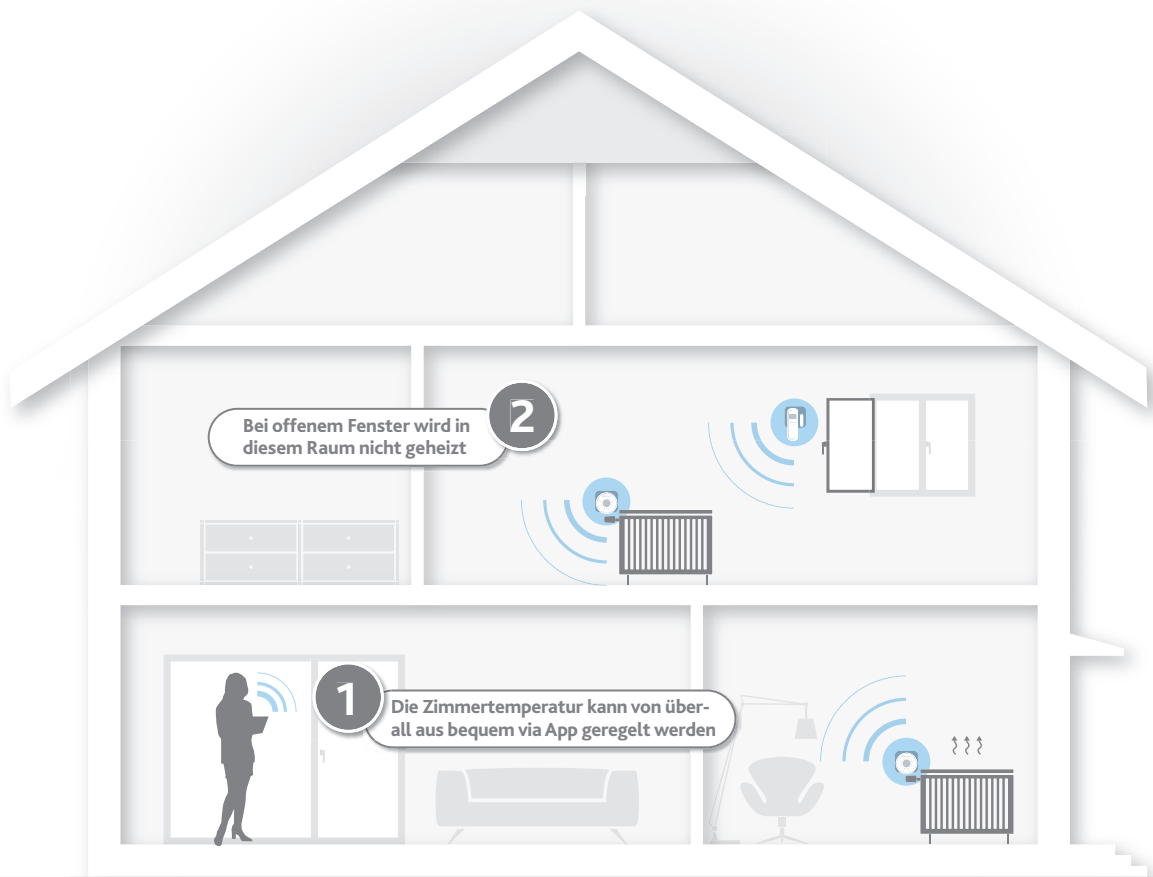 2
Bei offenem Fenster wird in
diesem Raum nicht geheizt
1
Die Zimmertemperatur kann von über-
all aus bequem via App geregelt werden